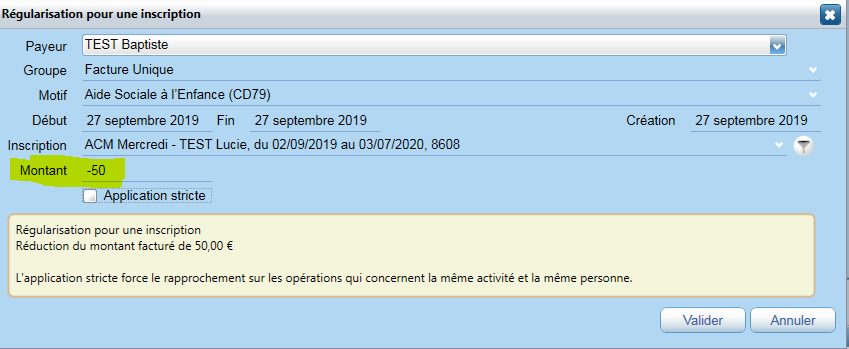 Régularisation pour une inscription
Payeur TEST Baptiste
Groupe Facture Unique
Motif Aide Sociale à l'Enfance (CD79)
Début 27 septembre 2019 Fin 27 septembre 2019 Création 27 septembre 2019
Inscription ACM Mercredi - TEST Lucie, du 02/09/2019 au 03/07/2020, 8608
Montant -50
Application stricte
Régularisation pour une inscription
Réduction du montant facturé de 50,00 €
L'application stricte force le rapprochement sur les opérations qui concernent la même activité et la même personne.
Valider Annuler